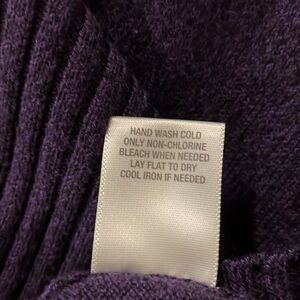 HAND WASH COLD
ONLY NON-CHLORINE
BLEACH WHEN NEEDED
LAY FLAT TO DRY
COOL IRON IF NEEDED